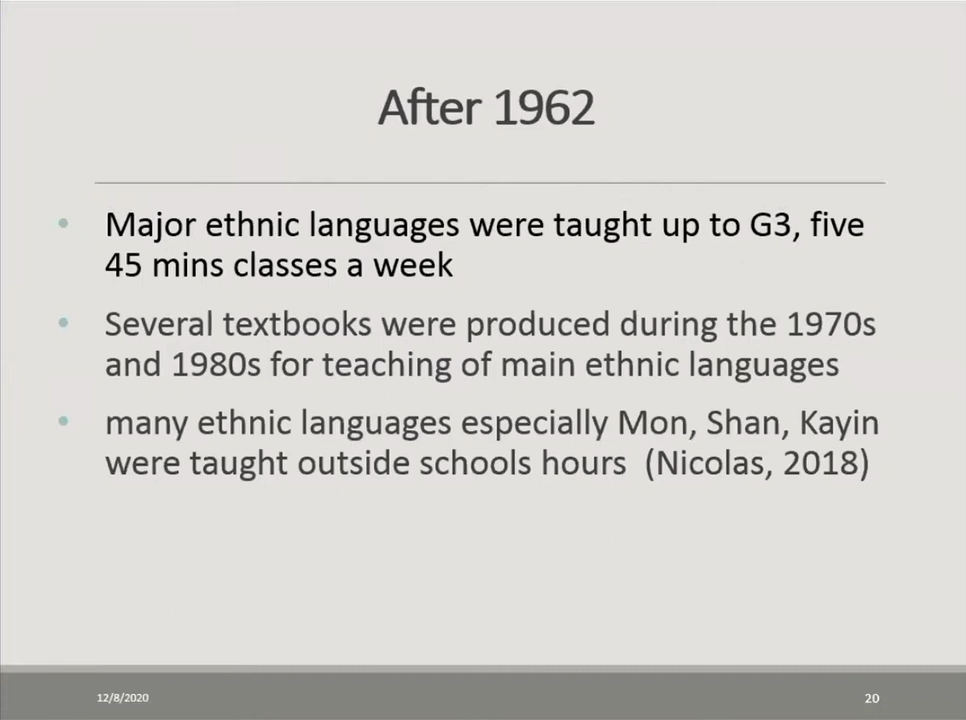 After 1962
• Major ethnic languages were taught up to G3, five
45 mins classes a week
• Several textbooks were produced during the 1970s
and 1980s for teaching of main ethnic languages
• many ethnic languages especially Mon, Shan, Kayin
were taught outside schools hours (Nicolas, 2018)
12/8/2020
20